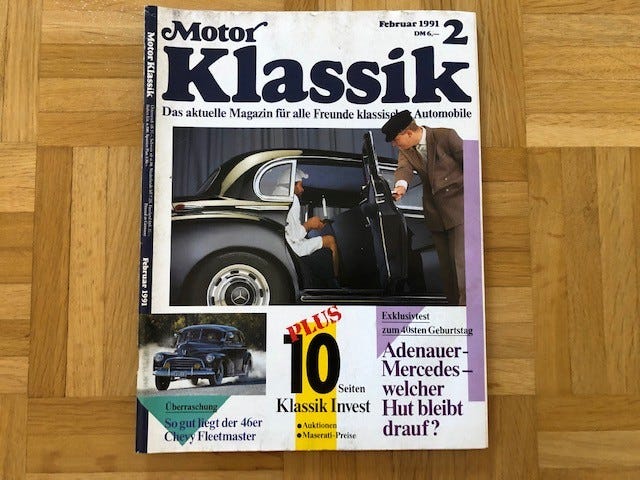 Motor
Klassik
Februar 1991
DM 6,—
2
Das aktuelle Magazin für alle Freunde klassischer Automobile
Motor Klassik
Februar 1991
PLUS
10
Seiten
Klassik Invest
• Auktionen
• Maserati-Preise
Exklusivtest
zum 40sten Geburtstag
Adenauer-
Mercedes –
welcher
Hut bleibt
drauf?
Überraschung
So gut liegt der 46er
Chevy Fleetmaster